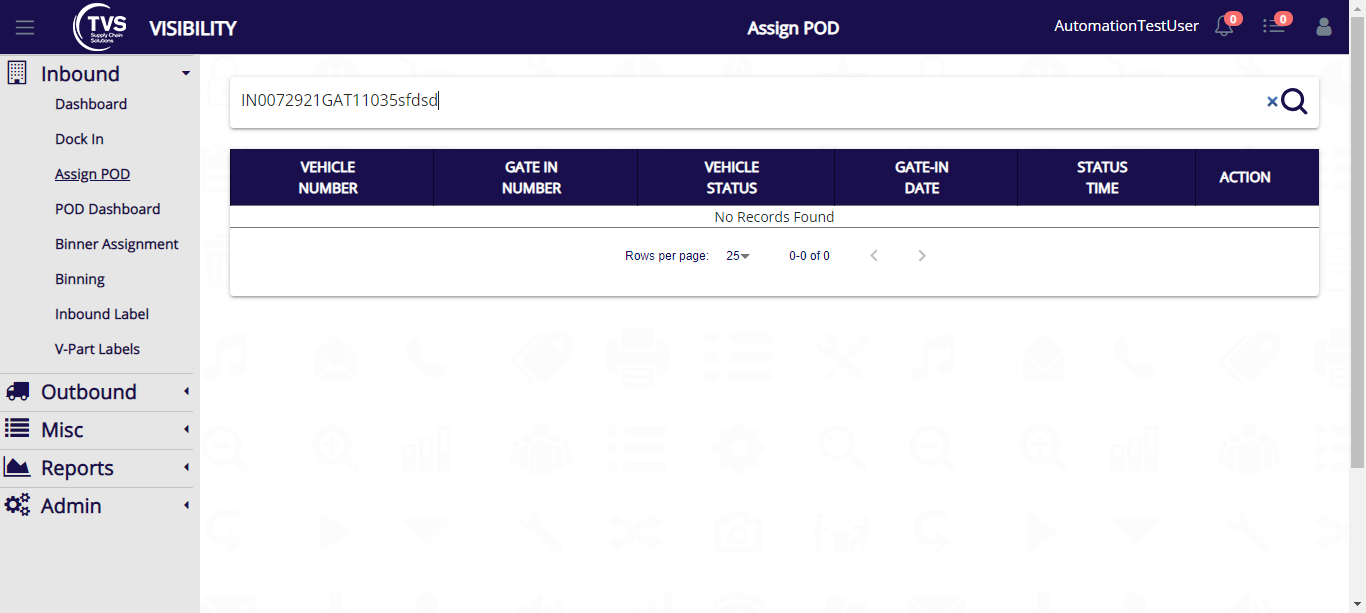 TVS
Supply Chain
Solutions
VISIBILITY
Assign POD
AutomationTestUser
0
0
Inbound
Dashboard
Dock In
Assign POD
POD Dashboard
Binner Assignment
Binning
Inbound Label
V-Part Labels
Outbound
Misc
Reports
Admin
IN0072921GAT11035sfdsd
×
VEHICLE NUMBER
GATE IN NUMBER
VEHICLE STATUS
GATE-IN DATE
STATUS TIME
ACTION
No Records Found
Rows per page: 25 0-0 of 0